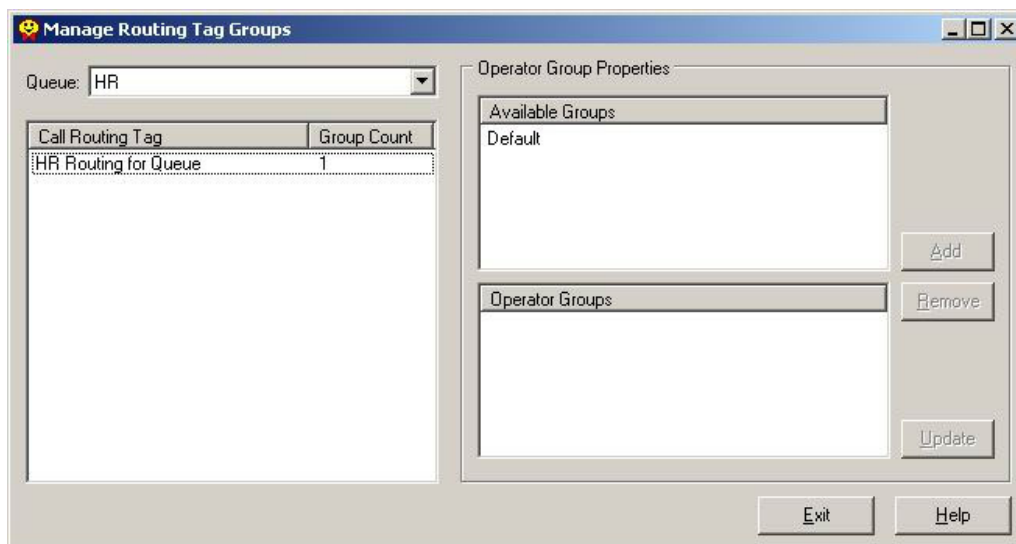 Manage Routing Tag Groups
Queue: HR
Call Routing Tag Group Count
HR Routing for Queue 1
Operator Group Properties
Available Groups
Default
Add
Operator Groups
Remove
Update
Exit Help